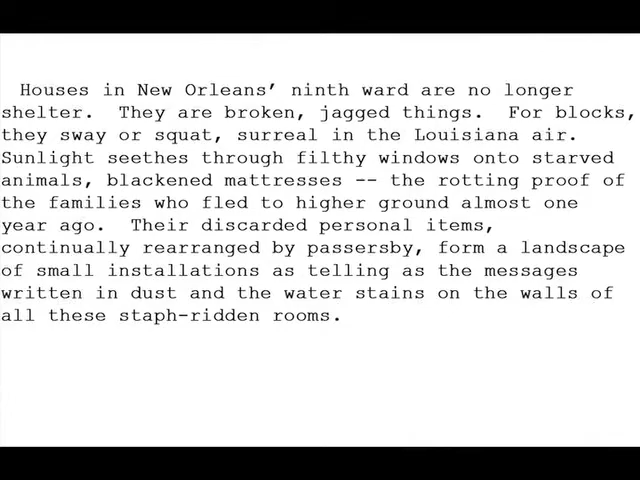 Houses in New Orleans’ ninth ward are no longer
shelter. They are broken, jagged things. For blocks,
they sway or squat, surreal in the Louisiana air.
Sunlight seethes through filthy windows onto starved
animals, blackened mattresses -- the rotting proof of
the families who fled to higher ground almost one
year ago. Their discarded personal items,
continually rearranged by passersby, form a landscape
of small installations as telling as the messages
written in dust and the water stains on the walls of
all these staph-ridden rooms.